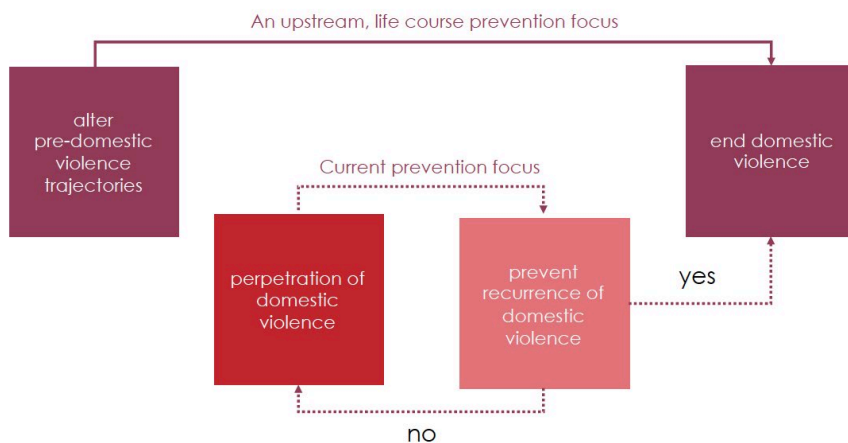 An upstream, life course prevention focus
alter
pre-domestic
violence
trajectories
end domestic
violence
Current prevention focus
perpetration of
domestic
violence
prevent
recurrence of
domestic
violence
yes
no